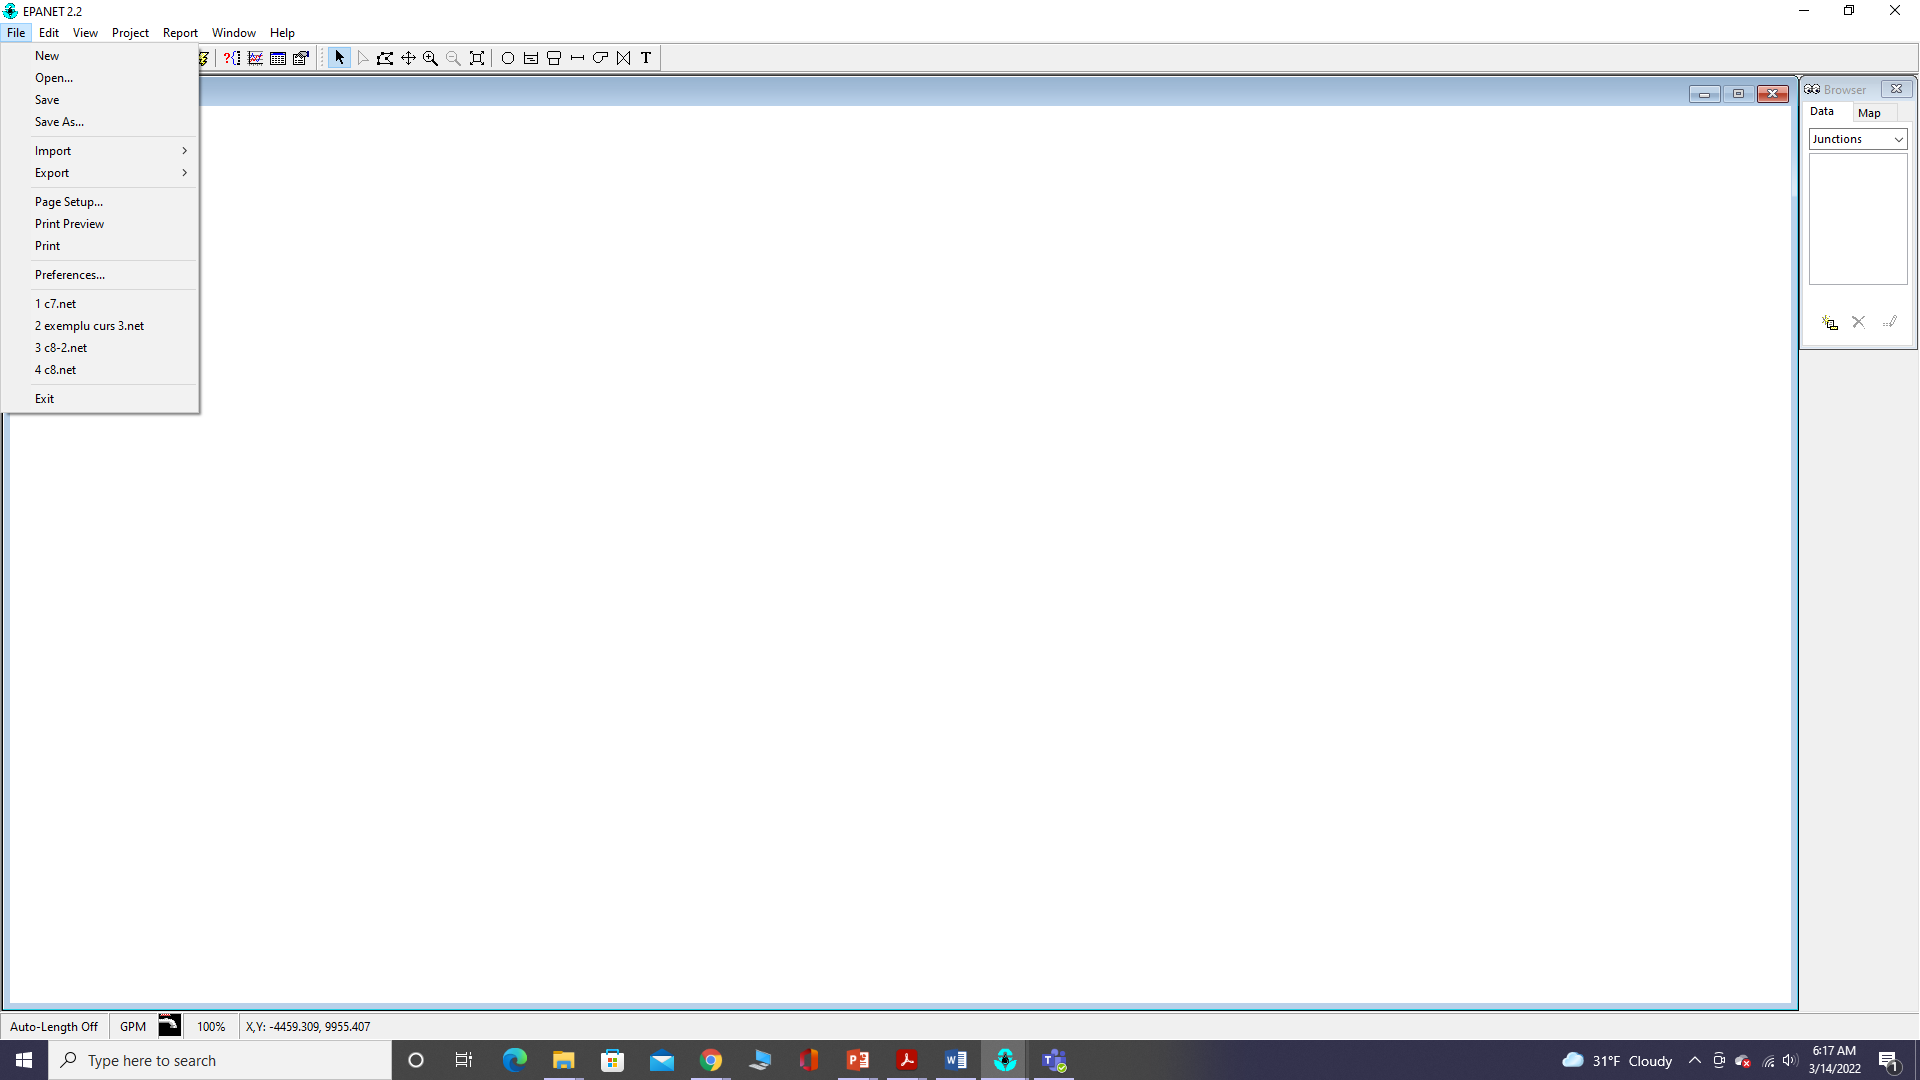 EPANET 2.2
File Edit View Project Report Window Help
New
Open...
Save
Save As...
Import
Export
Page Setup...
Print Preview
Print
Preferences...
1 c7.net
2 exemplu curs 3.net
3 c8-2.net
4 c8.net
Exit
T
Browser
Data Map
Junctions
Auto-Length Off GPM 100% X,Y: -4459.309, 9955.407
Type here to search
31°F Cloudy
6:17 AM
3/14/2022
1